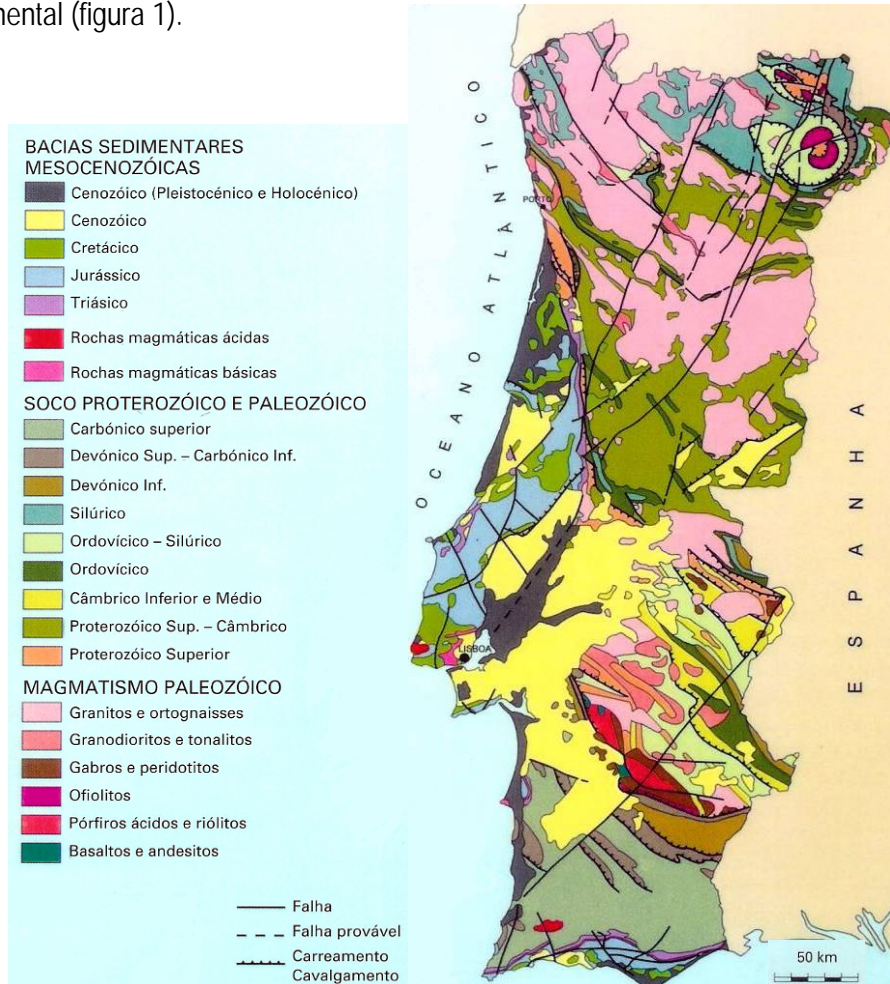 mental (figura 1).
BACIAS SEDIMENTARES
MESOCENOZÓICAS
Cenozóico (Pleistocénico e Holocénico)
Cenozóico
Cretácico
Jurássico
Triásico
Rochas magmáticas ácidas
Rochas magmáticas básicas
SOCO PROTEROZÓICO E PALEOZÓICO
Carbónico superior
Devónico Sup. – Carbónico Inf.
Devónico Inf.
Silúrico
Ordovícico – Silúrico
Ordovícico
Câmbrico Inferior e Médio
Proterozóico Sup. – Câmbrico
Proterozóico Superior
MAGMATISMO PALEOZÓICO
Granitos e ortognaisses
Granodioritos e tonalitos
Gabros e peridotitos
Ofiolitos
Pórfiros ácidos e riólitos
Basaltos e andesitos
Falha
Falha provável
Carreamento
Cavalgamento
OCEANO ATLÂNTICO
PORTO
LISBOA
ESPANHA
50 km